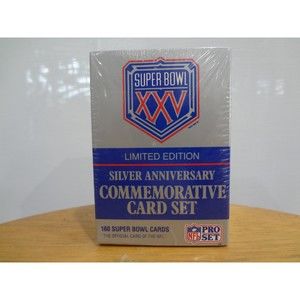 SUPER BOWL
XXV
LIMITED EDITION
SILVER ANNIVERSARY
COMMEMORATIVE
CARD SET
160 SUPER BOWL CARDS
THE OFFICIAL CARD OF THE NFL
NFL
PRO
SET